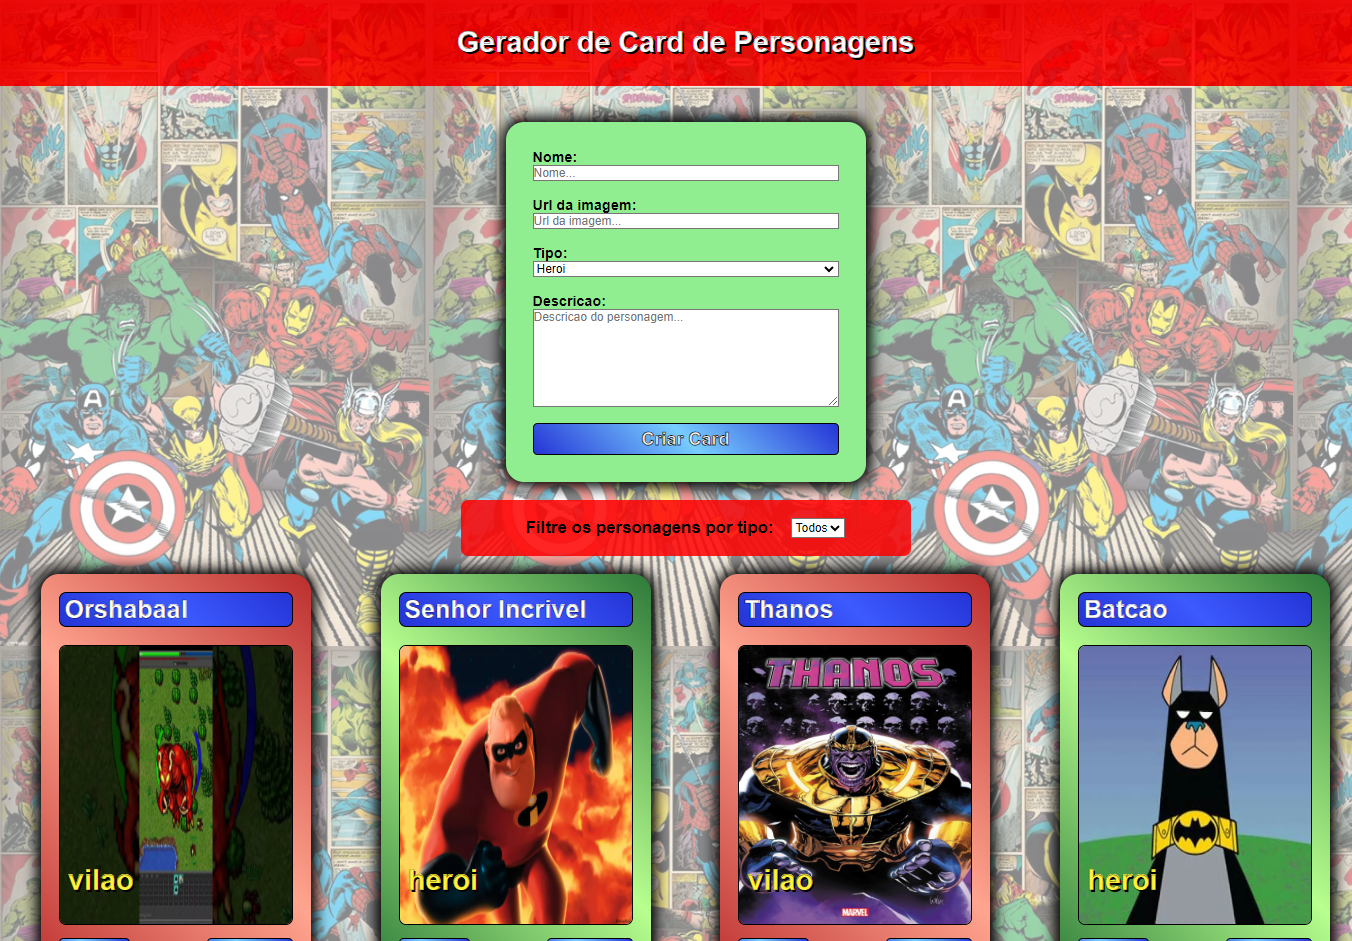 Gerador de Card de Personagens
Nome:
Nome...
Url da imagem:
Url da imagem...
Tipo:
Heroi
Descricao:
Descricao do personagem...
Criar Card
Filtre os personagens por tipo: Todos
Orshabaal
Senhor Incrivel
Thanos
Batcao
THANOS
vilao
heroi
vilao
heroi
MARVEL